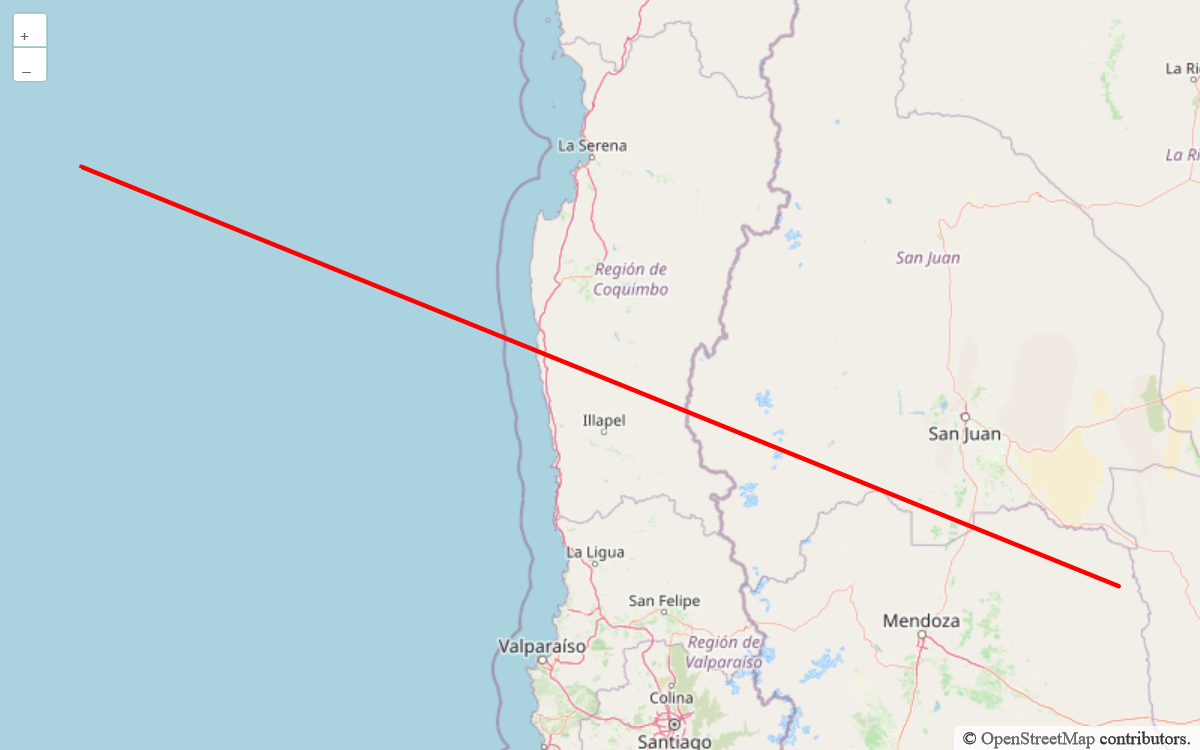 +
–
La Ri
La Serena
La Ri
San Juan
Región de
Coquimbo
Illapel
San Juan
La Ligua
San Felipe
Mendoza
Valparaíso
Región de
Valparaíso
Colina
Santiago
© OpenStreetMap contributors.